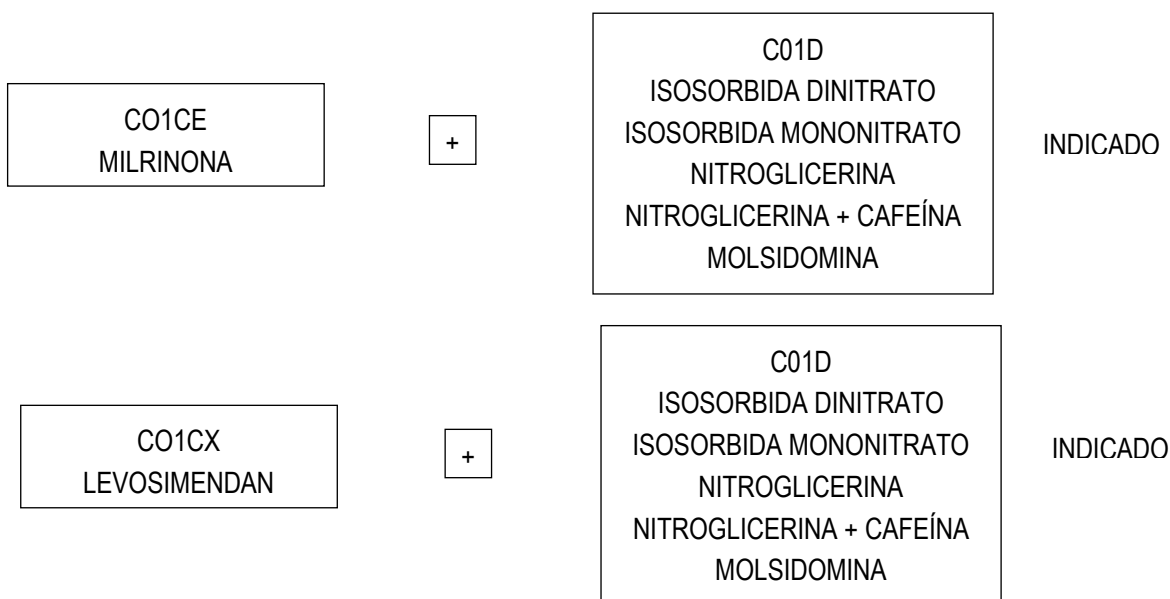 CO1CE
MILRINONA
+
C01D
ISOSORBIDA DINITRATO
ISOSORBIDA MONONITRATO
NITROGLICERINA
NITROGLICERINA + CAFEÍNA
MOLSIDOMINA
INDICADO
CO1CX
LEVOSIMENDAN
+
C01D
ISOSORBIDA DINITRATO
ISOSORBIDA MONONITRATO
NITROGLICERINA
NITROGLICERINA + CAFEÍNA
MOLSIDOMINA
INDICADO